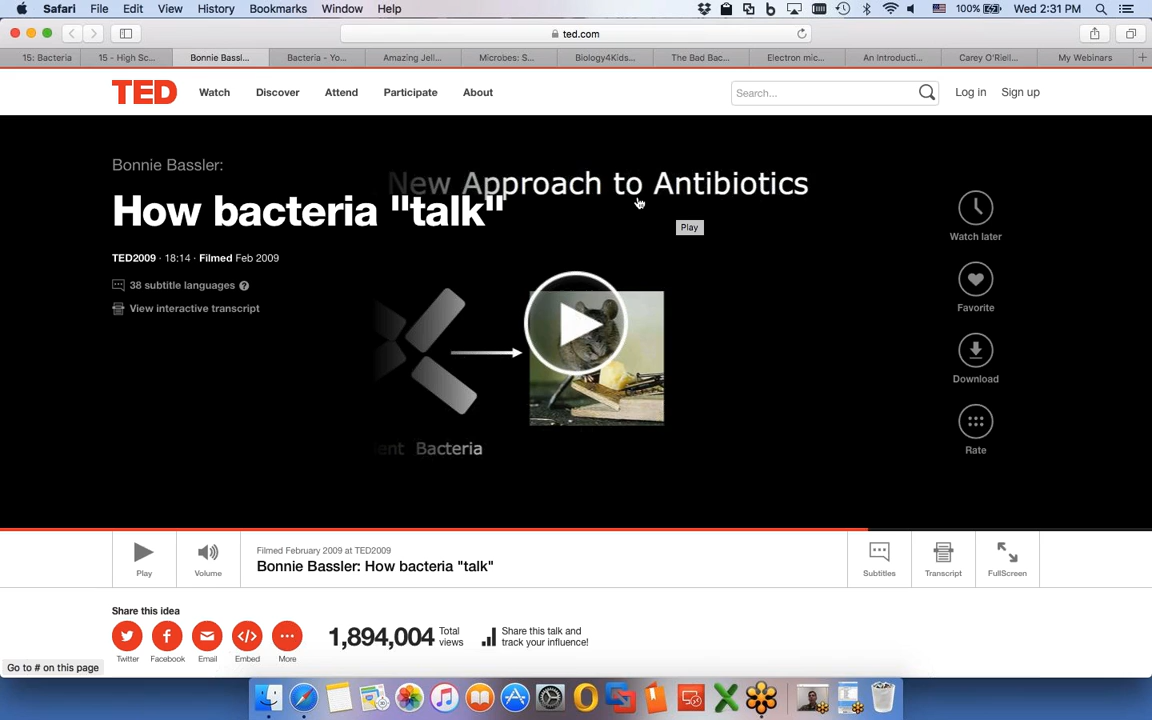 Safari File Edit View History Bookmarks Window Help 100% Wed 2:31 PM
ted.com
15: Bacteria 15 - High Sc... Bonnie Bassl... Bacteria - Yo... Amazing Jell... Microbes: S... Biology4Kids... The Bad Bac... Electron mic... An Introducti... Carey O'Riell... My Webinars
TED Watch Discover Attend Participate About Search... Log in Sign up
Bonnie Bassler:
New Approach to Antibiotics
How bacteria "talk"
Play
Watch later
TED2009 · 18:14 · Filmed Feb 2009
38 subtitle languages ?
View interactive transcript
Favorite
Download
ent Bacteria
Rate
Filmed February 2009 at TED2009
Bonnie Bassler: How bacteria "talk"
Play Volume Subtitles Transcript FullScreen
Share this idea
1,894,004 Total views
Share this talk and
track your influence!
Twitter Facebook Email Embed More
Go to # on this page